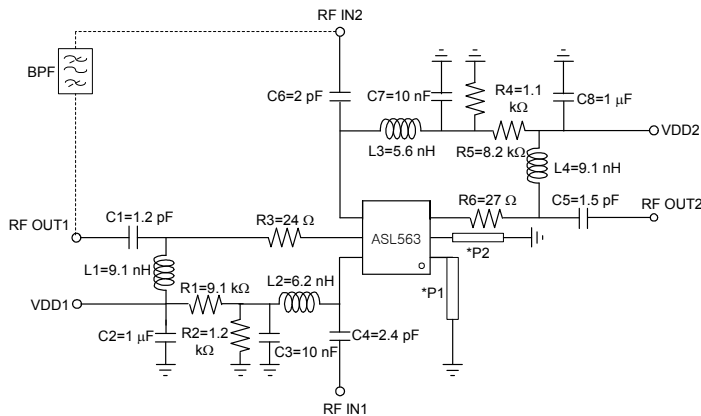 RF IN2
BPF
C6=2 pF
C7=10 nF
R4=1.1
kΩ
C8=1 μF
VDD2
L3=5.6 nH
R5=8.2 kΩ
L4=9.1 nH
RF OUT1
C1=1.2 pF
R3=24 Ω
ASL563
R6=27 Ω
C5=1.5 pF
RF OUT2
*P2
L1=9.1 nH
R1=9.1 kΩ
L2=6.2 nH
*P1
VDD1
C2=1 μF
R2=1.2
kΩ
C3=10 nF
C4=2.4 pF
RF IN1